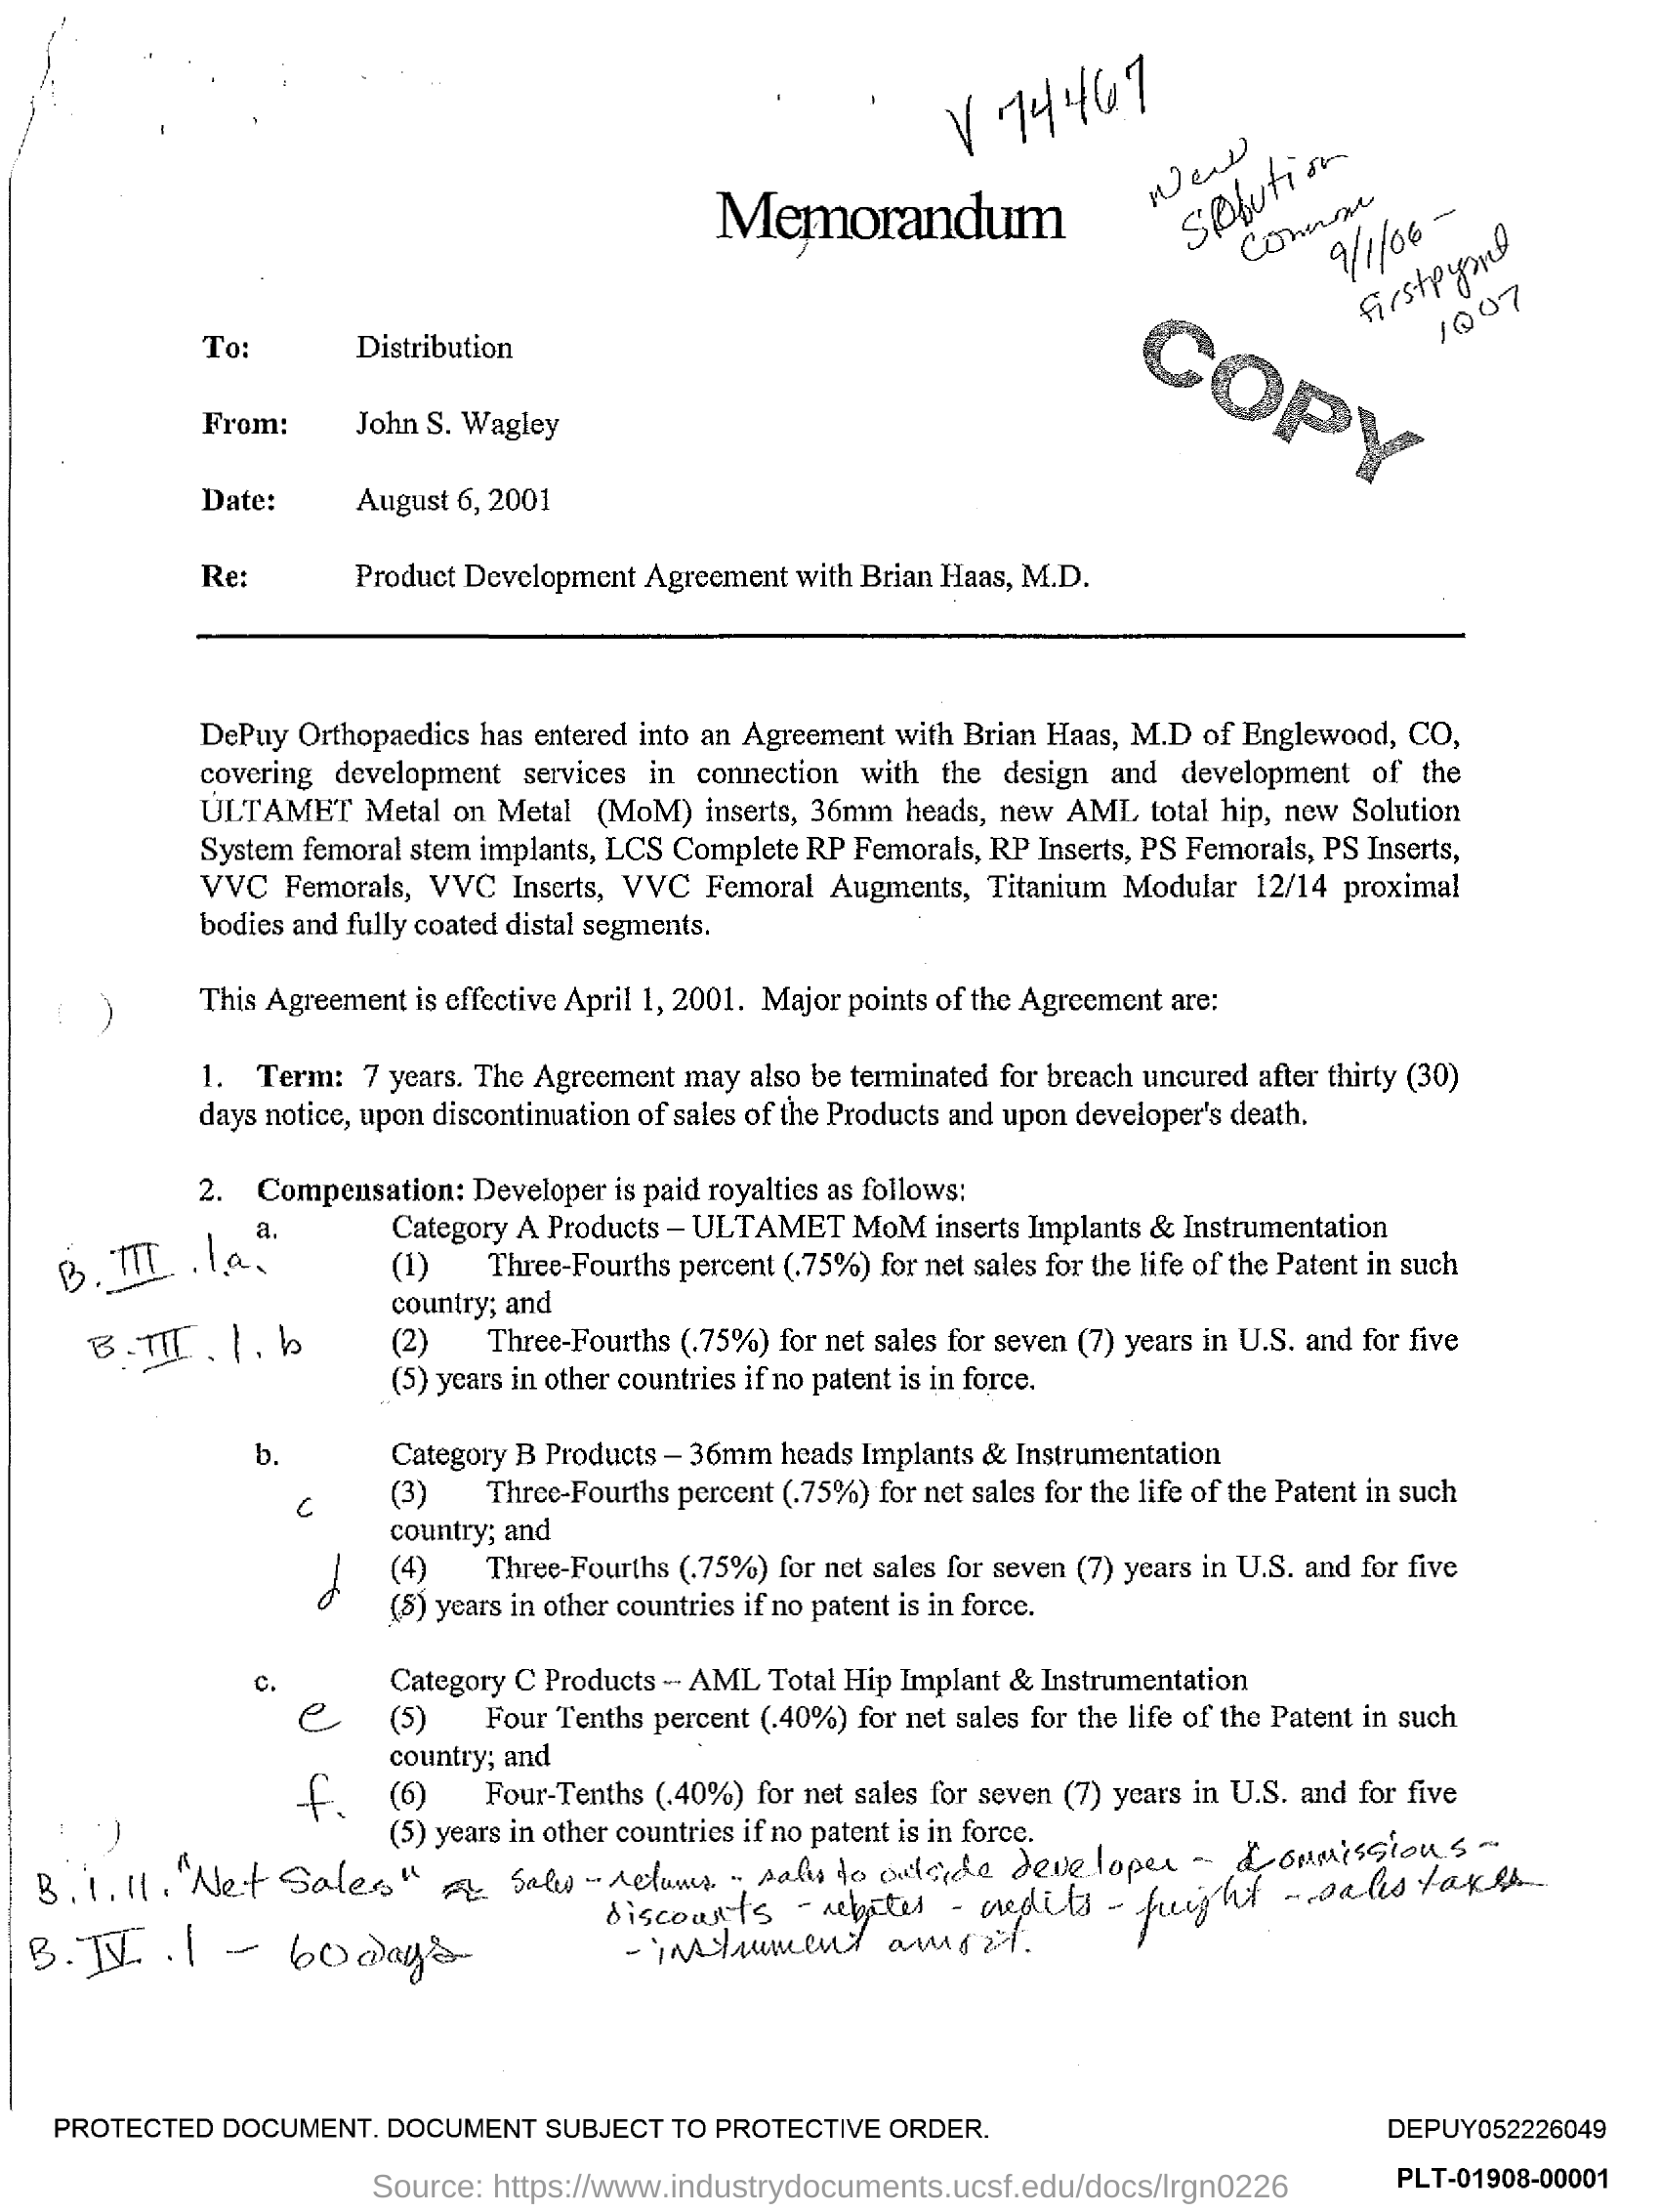 V 74467
New
Solution
Comm
9/1/06 -
first pymt
1Q07
Memorandum
COPY
To: Distribution
From: John S. Wagley
Date: August 6, 2001
Re: Product Development Agreement with Brian Haas, M.D.
DePuy Orthopaedics has entered into an Agreement with Brian Haas, M.D of Englewood, CO,
covering development services in connection with the design and development of the
ULTAMET Metal on Metal (MoM) inserts, 36mm heads, new AML total hip, new Solution
System femoral stem implants, LCS Complete RP Femorals, RP Inserts, PS Femorals, PS Inserts,
VVC Femorals, VVC Inserts, VVC Femoral Augments, Titanium Modular 12/14 proximal
bodies and fully coated distal segments.
This Agreement is effective April 1, 2001. Major points of the Agreement are:
1. Term: 7 years. The Agreement may also be terminated for breach uncured after thirty (30)
days notice, upon discontinuation of sales of the Products and upon developer's death.
2. Compensation: Developer is paid royalties as follows:
a. Category A Products – ULTAMET MoM inserts Implants & Instrumentation
B. III .1.a. (1) Three-Fourths percent (.75%) for net sales for the life of the Patent in such
country; and
B. III. 1. b (2) Three-Fourths (.75%) for net sales for seven (7) years in U.S. and for five
(5) years in other countries if no patent is in force.
b. Category B Products – 36mm heads Implants & Instrumentation
c (3) Three-Fourths percent (.75%) for net sales for the life of the Patent in such
country; and
d (4) Three-Fourths (.75%) for net sales for seven (7) years in U.S. and for five
(5) years in other countries if no patent is in force.
c. Category C Products – AML Total Hip Implant & Instrumentation
e (5) Four Tenths percent (.40%) for net sales for the life of the Patent in such
country; and
f. (6) Four-Tenths (.40%) for net sales for seven (7) years in U.S. and for five
(5) years in other countries if no patent is in force.
B. 1. 11. "Net Sales" Sales - returns - sales to outside developer - commissions -
discounts - rebates - credits - freight - sales taxes
- instrument amort.
B. IV. 1 - 60 days
PROTECTED DOCUMENT. DOCUMENT SUBJECT TO PROTECTIVE ORDER.
DEPUY052226049
Source: https://www.industrydocuments.ucsf.edu/docs/lrgn0226
PLT-01908-00001